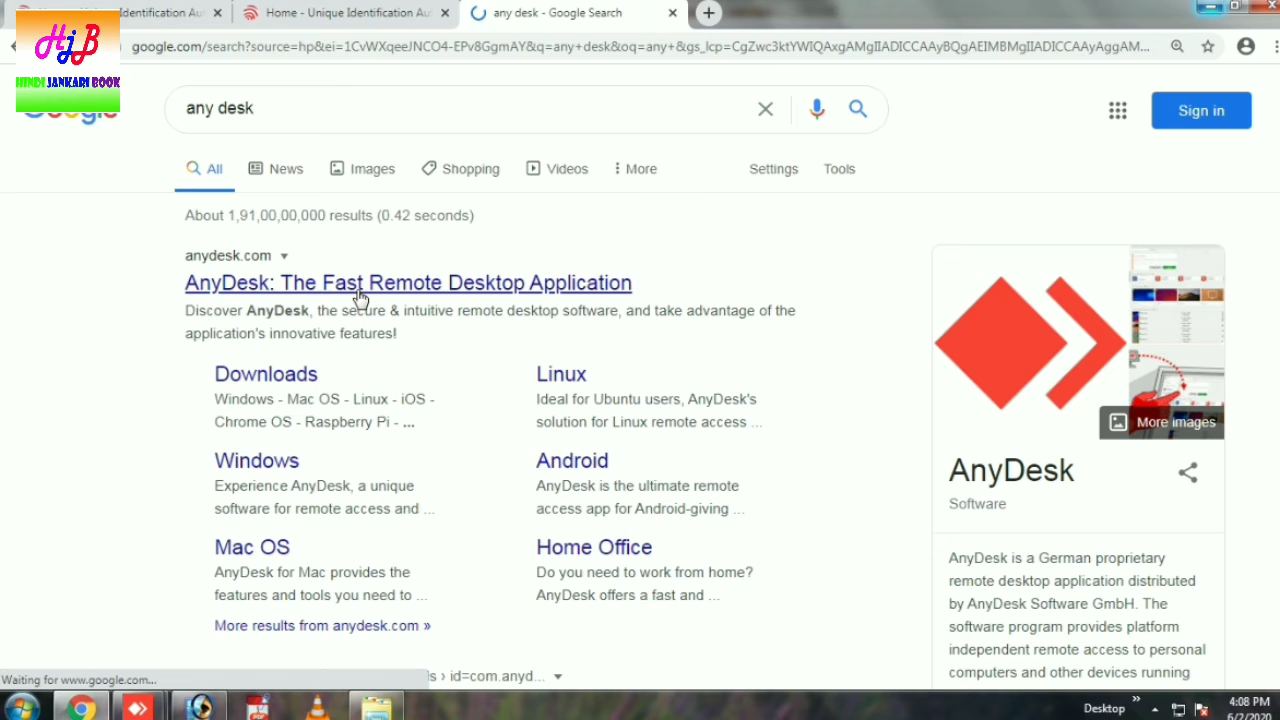 Home - Unique Identification Au
any desk - Google Search
HjB
HINDI JANKARI BOOK
google.com/search?source=hp&ei=1CvWXqeeJNCO4-EPv8GgmAY&q=any+desk&oq=any+&gs_lcp=CgZwc3ktYWIQAxgAMgIIADICCAAyBQgAEIMBMgIIADICCAAyAggAM...
any desk
Sign in
All
News
Images
Shopping
Videos
More
Settings
Tools
About 1,91,00,00,000 results (0.42 seconds)
anydesk.com
AnyDesk: The Fast Remote Desktop Application
Discover AnyDesk, the secure & intuitive remote desktop software, and take advantage of the
application's innovative features!
Downloads
Windows - Mac OS - Linux - iOS -
Chrome OS - Raspberry Pi - ...
Linux
Ideal for Ubuntu users, AnyDesk's
solution for Linux remote access ...
Windows
Experience AnyDesk, a unique
software for remote access and ...
Android
AnyDesk is the ultimate remote
access app for Android-giving ...
Mac OS
AnyDesk for Mac provides the
features and tools you need to ...
Home Office
Do you need to work from home?
AnyDesk offers a fast and ...
More results from anydesk.com »
ls › id=com.anyd...
More images
AnyDesk
Software
AnyDesk is a German proprietary
remote desktop application distributed
by AnyDesk Software GmbH. The
software program provides platform
independent remote access to personal
computers and other devices running
Waiting for www.google.com...
Desktop
4:08 PM
6/2/2020